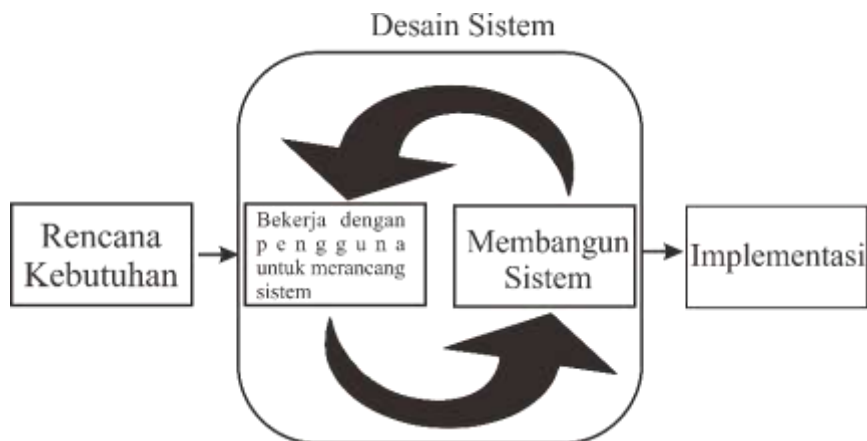 Desain Sistem
Rencana
Kebutuhan
Bekerja dengan
pengguna
untuk merancang
sistem
Membangun
Sistem
Implementasi